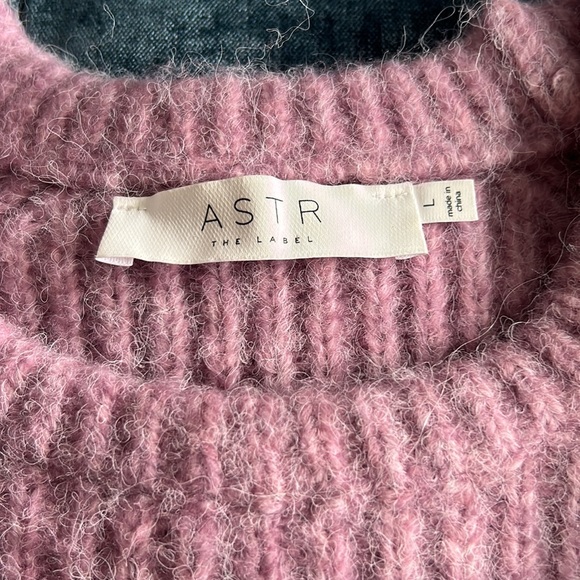 ASTR
THE LABEL
L
made in
china